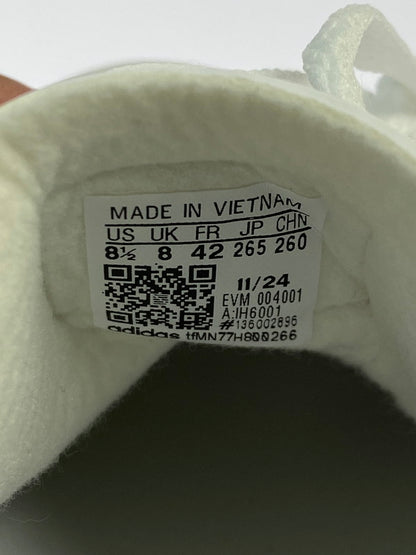 MADE IN VIETNAM
US UK FR JP CHN
8½ 8 42 265 260
11/24
EVM 004001
A:IH6001
#136002896
adidas tfMN77H800266